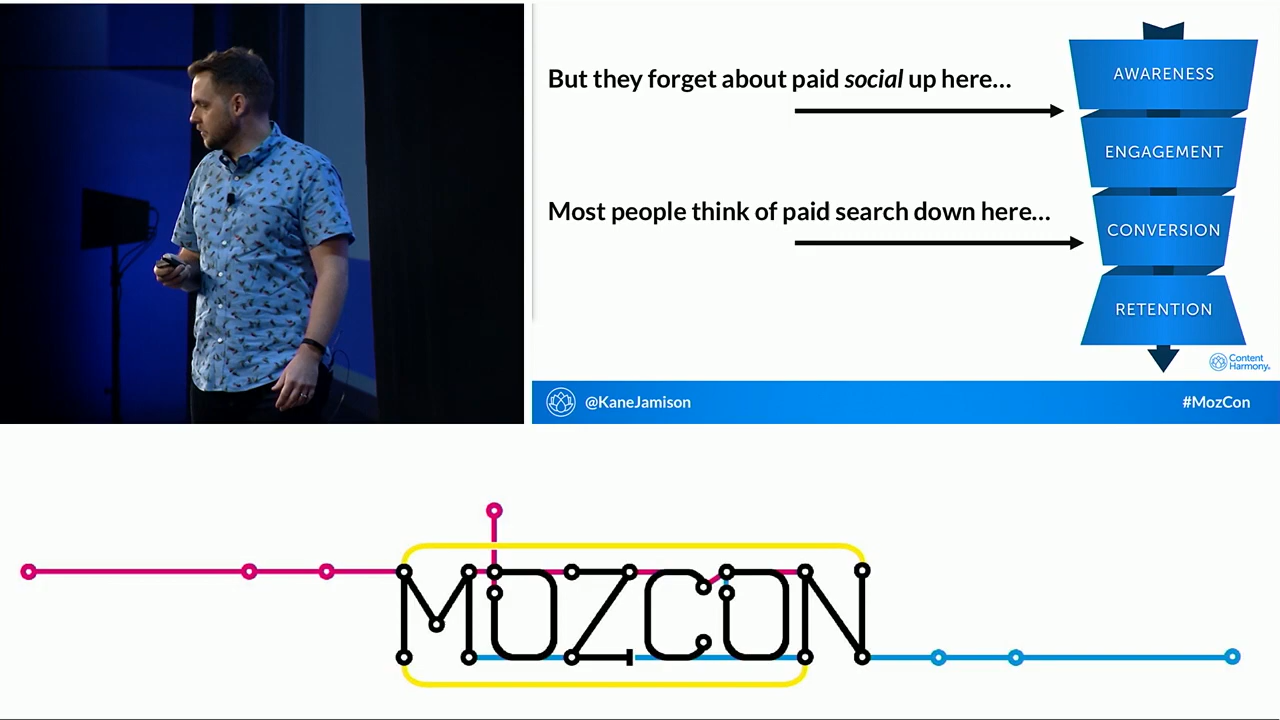 But they forget about paid social up here...
Most people think of paid search down here...
AWARENESS
ENGAGEMENT
CONVERSION
RETENTION
Content
Harmony
@KaneJamison
#MozCon
MOZCON